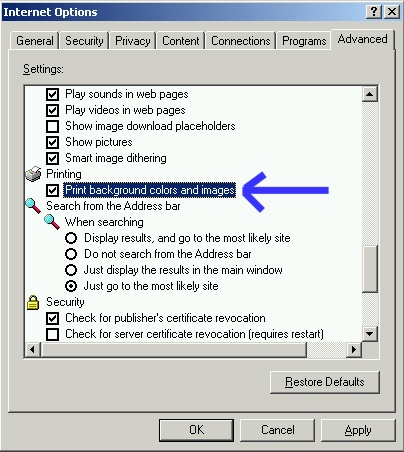 Internet Options
General
Security
Privacy
Content
Connections
Programs
Advanced
Settings:
Play sounds in web pages
Play videos in web pages
Show image download placeholders
Show pictures
Smart image dithering
Printing
Print background colors and images
Search from the Address bar
When searching
Display results, and go to the most likely site
Do not search from the Address bar
Just display the results in the main window
Just go to the most likely site
Security
Check for publisher's certificate revocation
Check for server certificate revocation (requires restart)
Restore Defaults
OK
Cancel
Apply